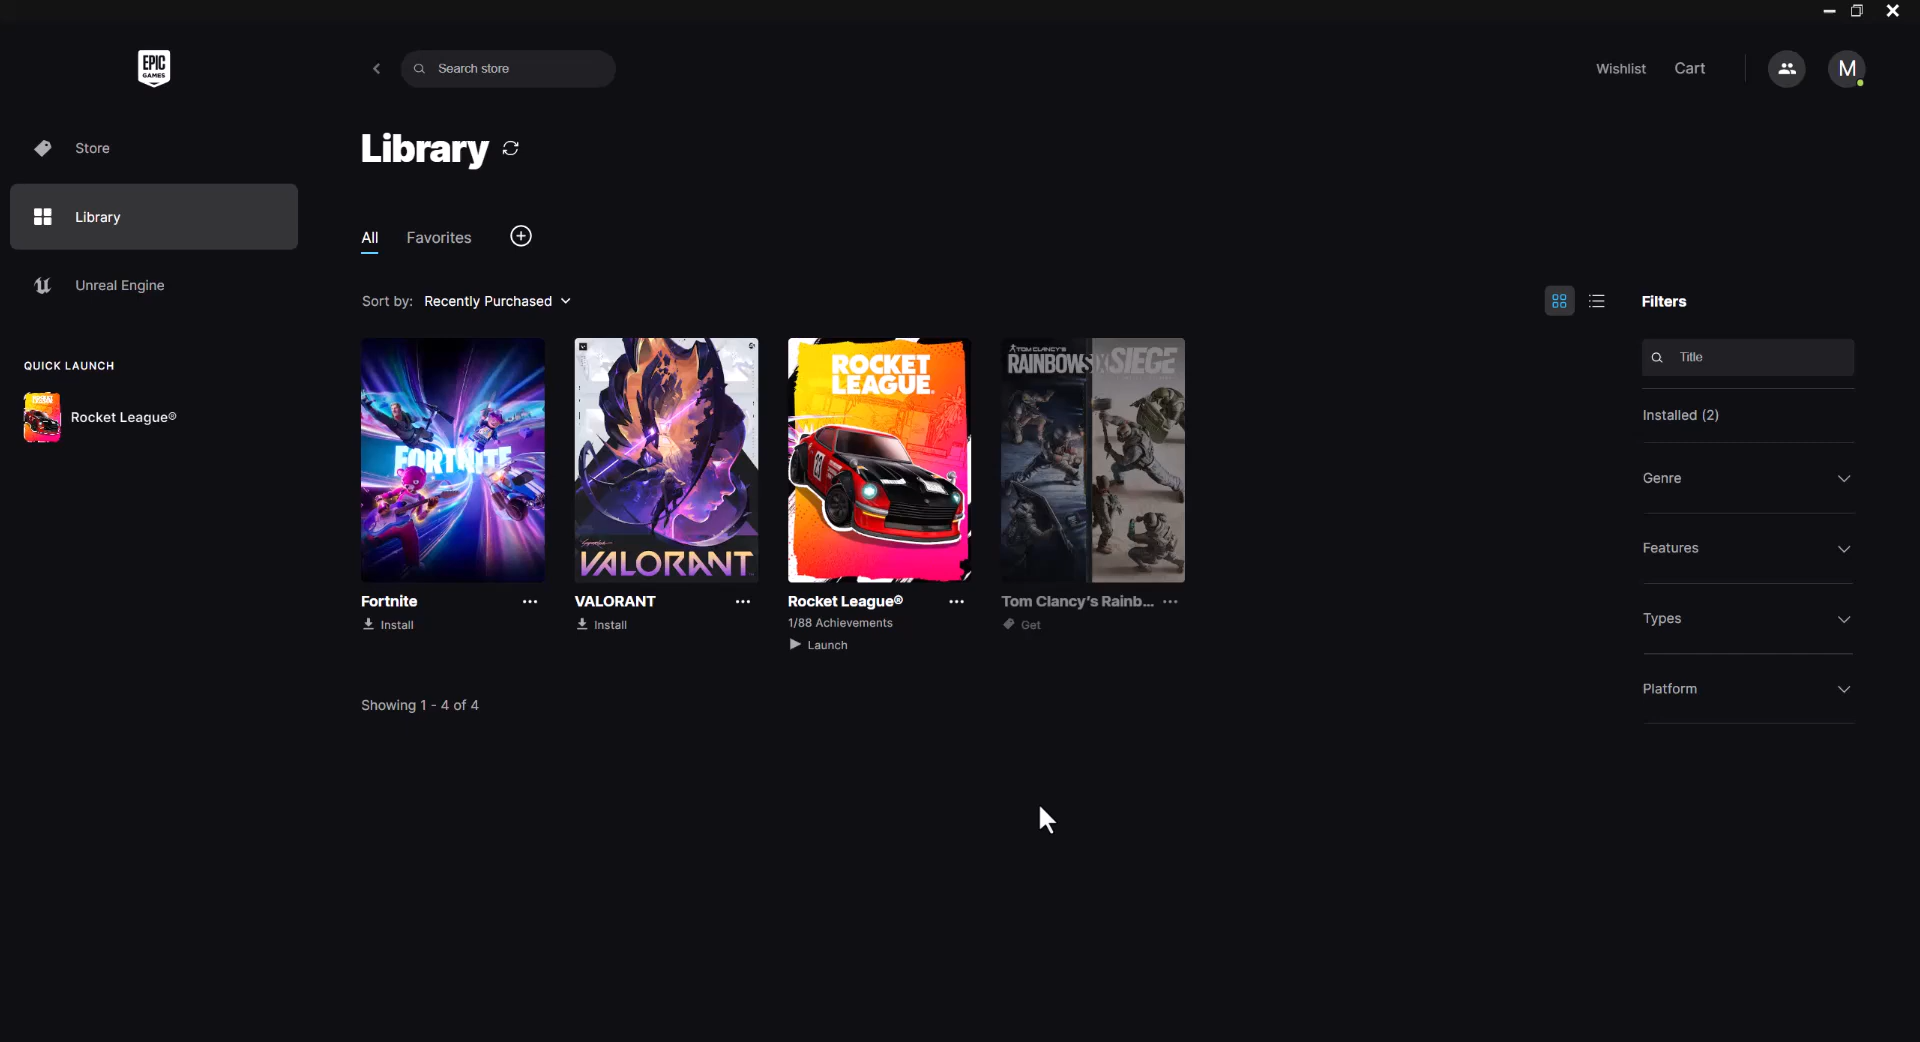 EPIC
GAMES
Search store
Wishlist
Cart
M
Store
Library
Library
Unreal Engine
All
Favorites
Sort by: Recently Purchased
Filters
Title
QUICK LAUNCH
Rocket League®
FORTNITE
VALORANT
ROCKET
LEAGUE
TOM CLANCY'S
RAINBOW SIX SIEGE
Installed (2)
Genre
Features
Types
Platform
Fortnite
Install
VALORANT
Install
Rocket League®
1/88 Achievements
Launch
Tom Clancy's Rainb...
Get
Showing 1 - 4 of 4